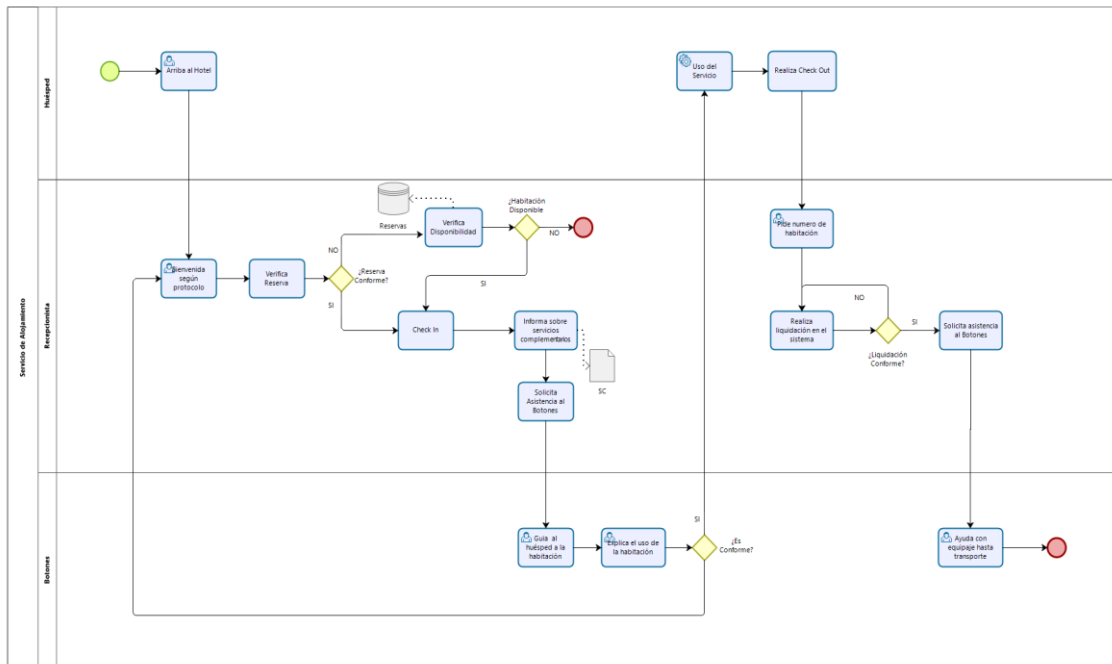 Servicio de Alojamiento
Huésped
Arriba al Hotel
Uso del
Servicio
Realiza Check Out
Recepcionista
Bienvenida
según
protocolo
Verifica
Reserva
¿Reserva
Conforme?
NO
SI
Reservas
Verifica
Disponibilidad
¿Habitación
Disponible
NO
SI
Check In
Informa sobre
servicios
complementarios
SC
Solicita
Asistencia al
Botones
Pide numero de
habitación
Realiza
liquidación en el
sistema
NO
SI
¿Liquidación
Conforme?
Solicita asistencia
al Botones
Botones
Guia al
huésped a la
habitación
Explica el uso de
la habitación
SI
¿Es
Conforme?
Ayuda con
equipaje hasta
transporte